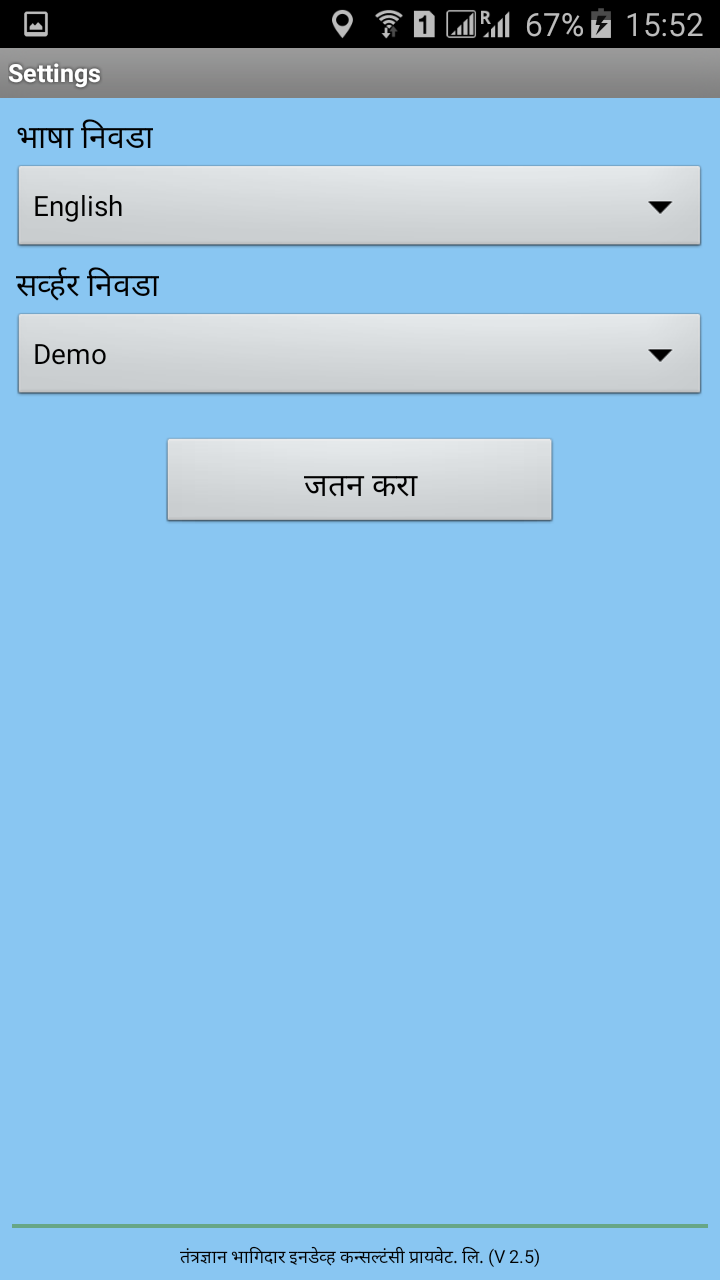 1 R 67% 15:52
Settings
भाषा निवडा
English
सर्व्हर निवडा
Demo
जतन करा
तंत्रज्ञान भागिदार इनडेव्ह कन्सल्टंसी प्रायवेट. लि. (V 2.5)